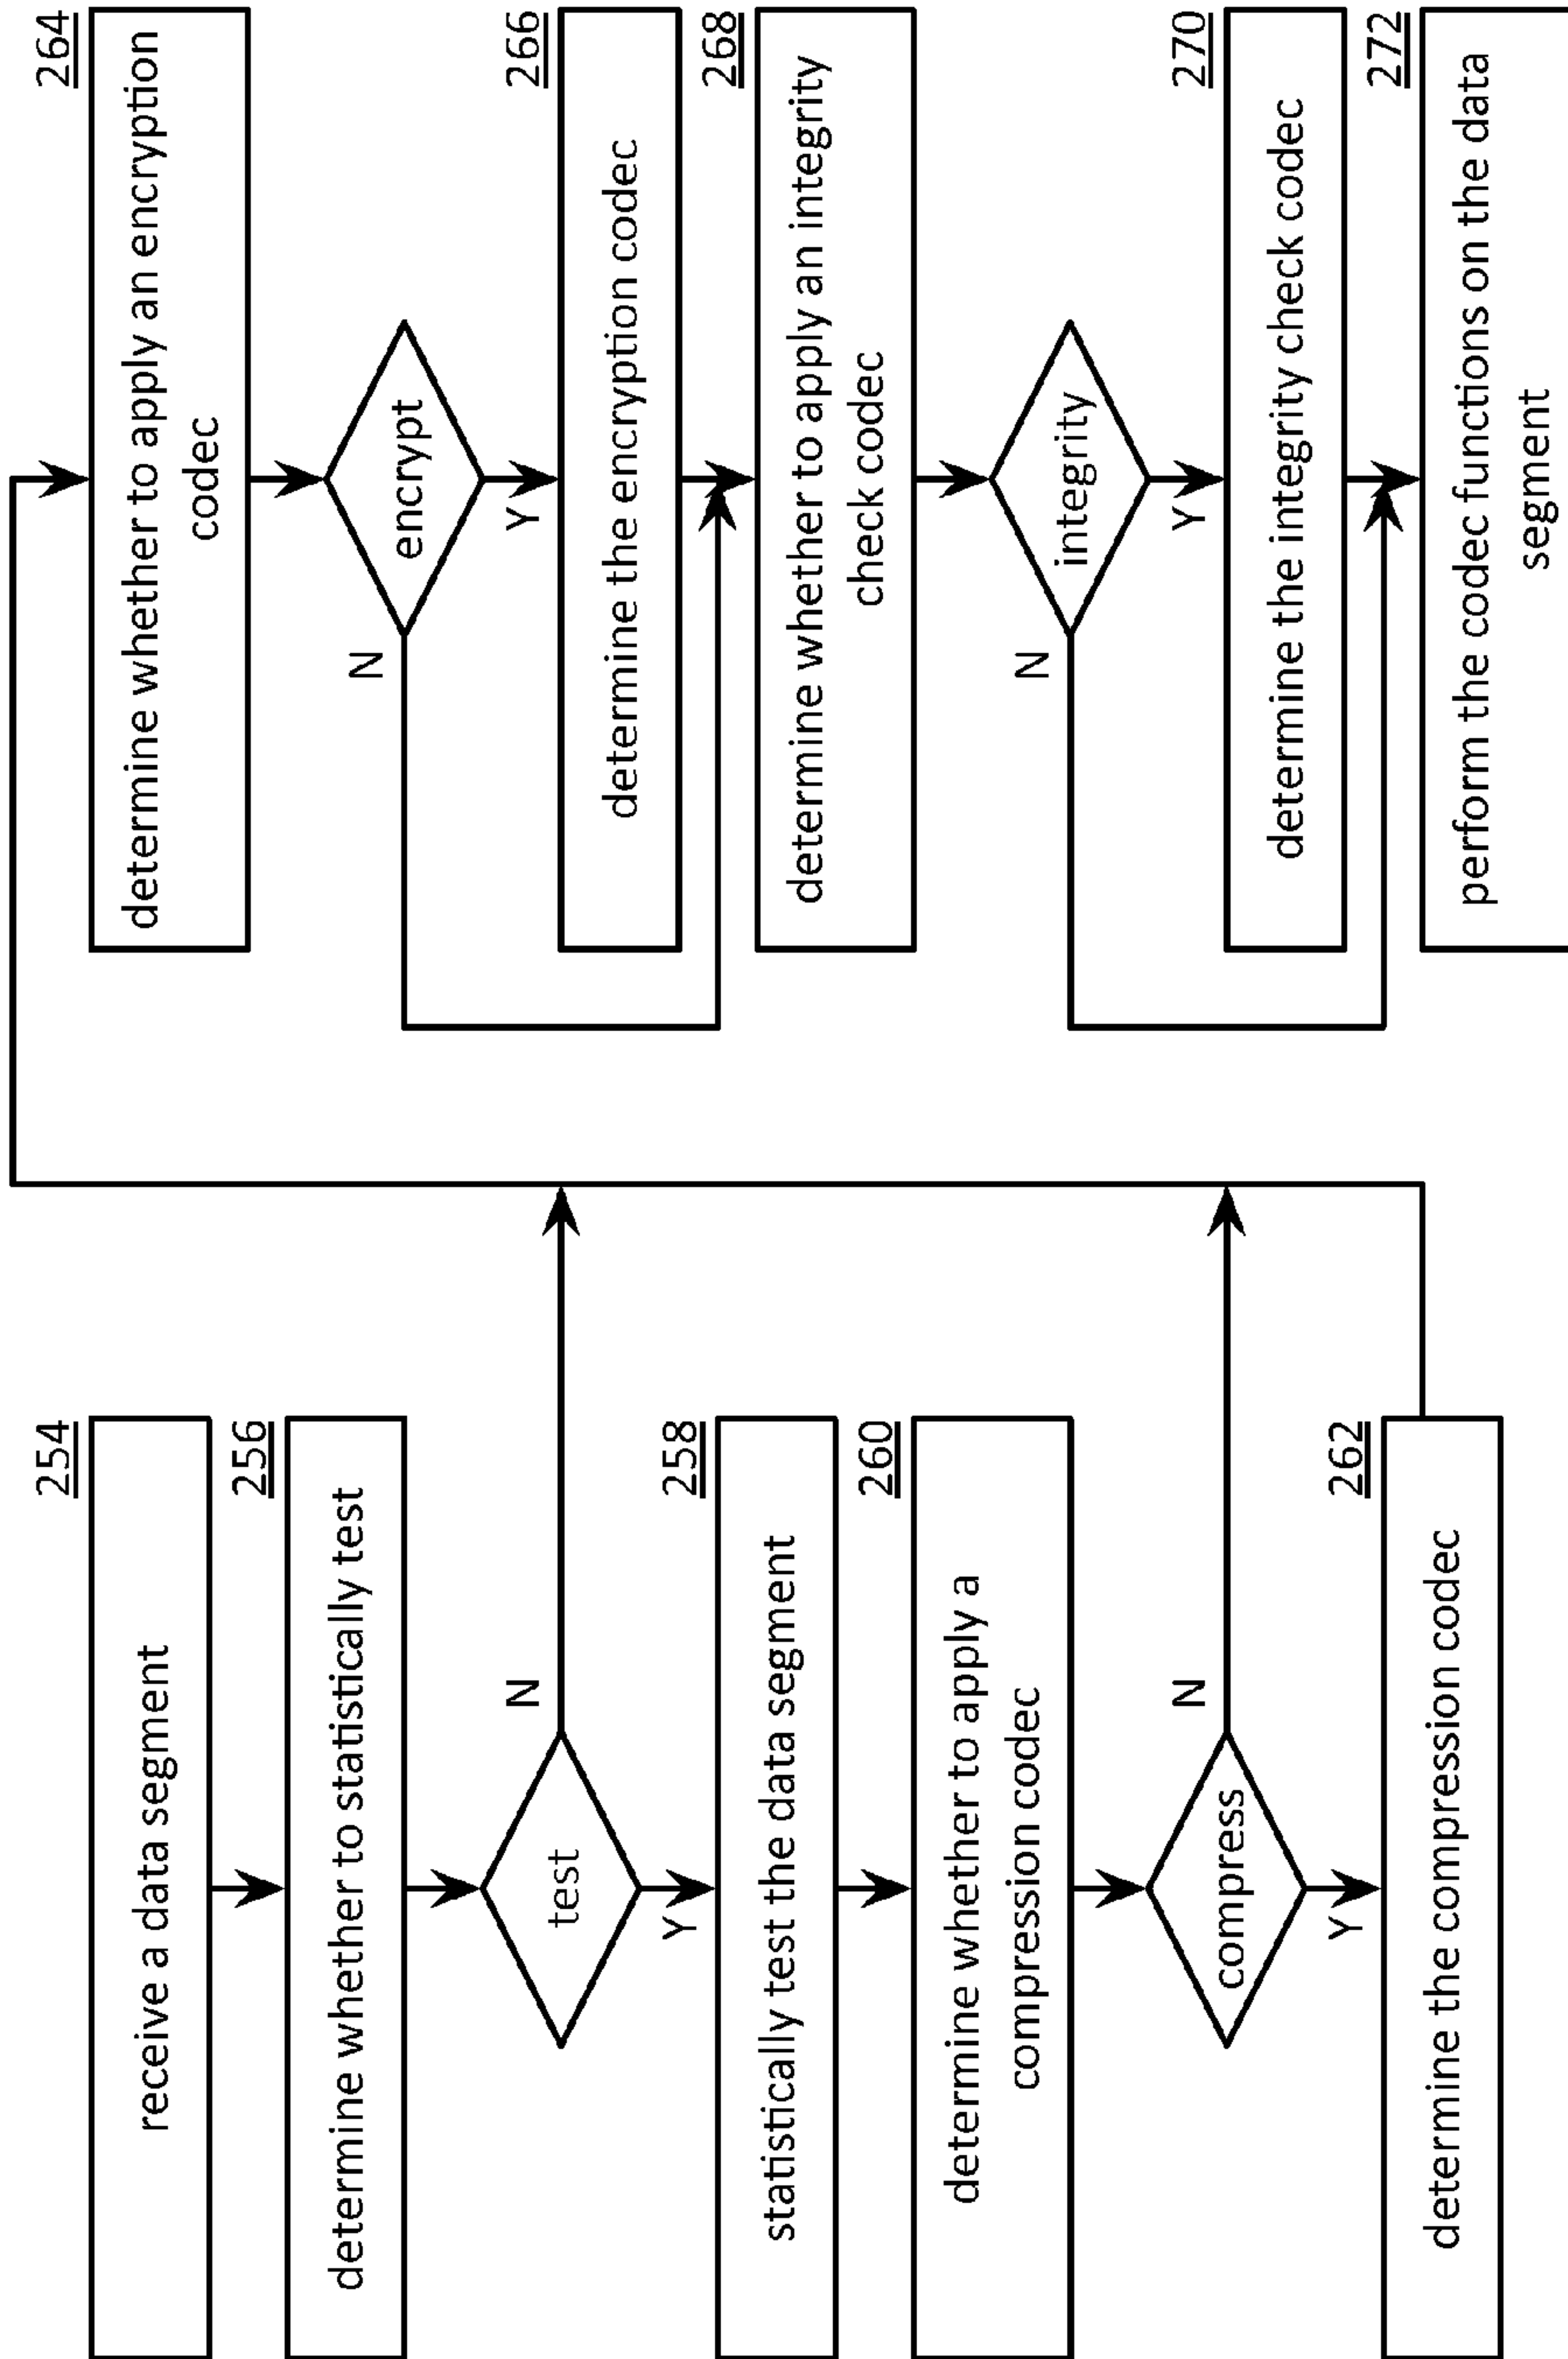 254
receive a data segment
256
determine whether to statistically test
test
N
Y
258
statistically test the data segment
260
determine whether to apply a
compression codec
compress
N
Y
262
determine the compression codec
264
determine whether to apply an encryption
codec
encrypt
N
Y
266
determine the encryption codec
268
determine whether to apply an integrity
check codec
integrity
N
Y
270
determine the integrity check codec
272
perform the codec functions on the data
segment